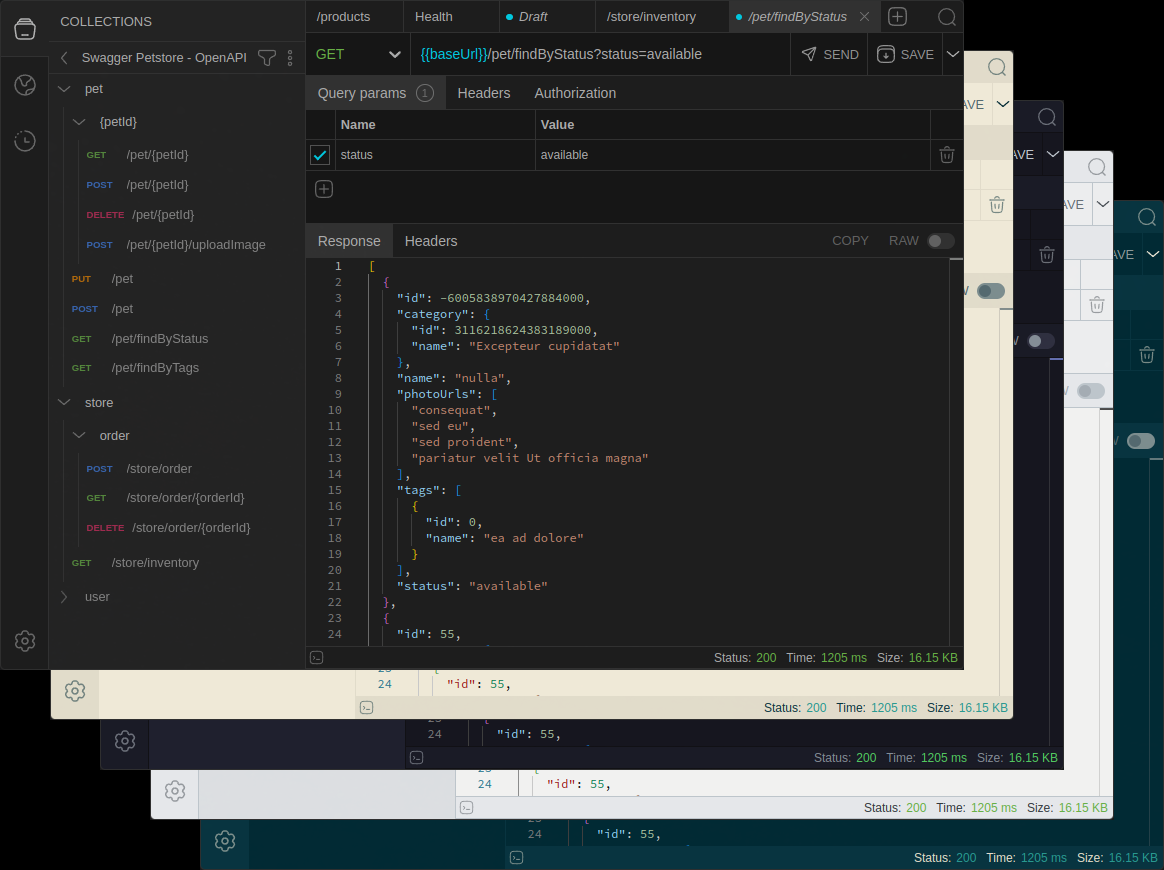 COLLECTIONS
Swagger Petstore - OpenAPI
pet
{petId}
GET /pet/{petId}
POST /pet/{petId}
DELETE /pet/{petId}
POST /pet/{petId}/uploadImage
PUT /pet
POST /pet
GET /pet/findByStatus
GET /pet/findByTags
store
order
POST /store/order
GET /store/order/{orderId}
DELETE /store/order/{orderId}
GET /store/inventory
user
/products Health Draft /store/inventory /pet/findByStatus
GET {{baseUrl}}/pet/findByStatus?status=available SEND SAVE
Query params 1 Headers Authorization
Name Value
status available
Response Headers COPY RAW
1 [
2 {
3 "id": -6005838970427884000,
4 "category": {
5 "id": 3116218624383189000,
6 "name": "Excepteur cupidatat"
7 },
8 "name": "nulla",
9 "photoUrls": [
10 "consequat",
11 "sed eu",
12 "sed proident",
13 "pariatur velit Ut officia magna"
14 ],
15 "tags": [
16 {
17 "id": 0,
18 "name": "ea ad dolore"
19 }
20 ],
21 "status": "available"
22 },
23 {
24 "id": 55,
Status: 200 Time: 1205 ms Size: 16.15 KB
AVE
24 "id": 55,
Status: 200 Time: 1205 ms Size: 16.15 KB
AVE
24 "id": 55,
Status: 200 Time: 1205 ms Size: 16.15 KB
AVE
24 "id": 55,
Status: 200 Time: 1205 ms Size: 16.15 KB
AVE
24 "id": 55,
Status: 200 Time: 1205 ms Size: 16.15 KB